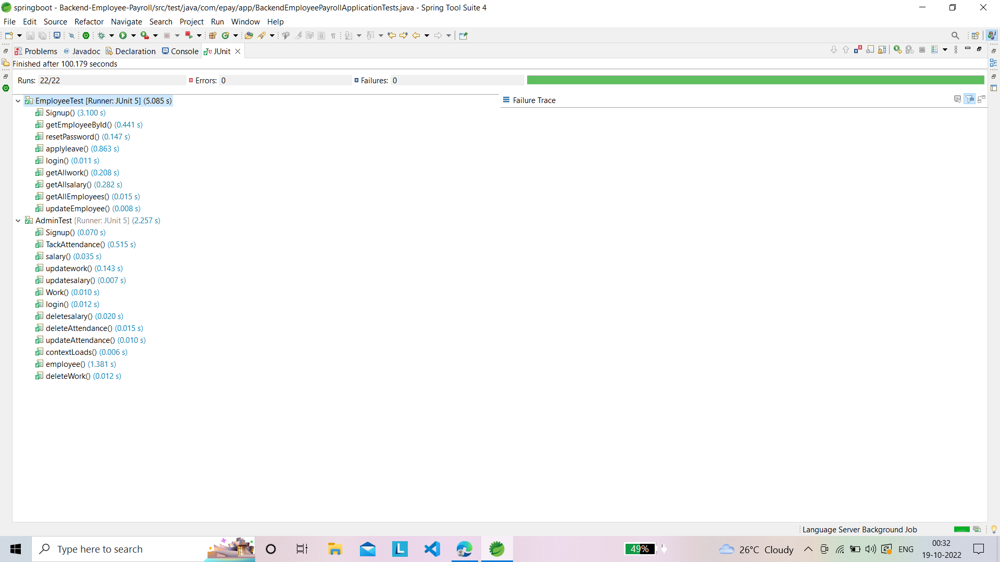 springboot - Backend-Employee-Payroll/src/test/java/com/epay/app/BackendEmployeePayrollApplicationTests.java - Spring Tool Suite 4
File Edit Source Refactor Navigate Search Project Run Window Help
Problems @ Javadoc Declaration Console JUnit
Finished after 100.179 seconds
Runs: 22/22 Errors: 0 Failures: 0
EmployeeTest [Runner: JUnit 5] (5.085 s)
Signup() (3.100 s)
getEmployeeById() (0.441 s)
resetPassword() (0.147 s)
applyleave() (0.863 s)
login() (0.011 s)
getAllwork() (0.208 s)
getAllsalary() (0.282 s)
getAllEmployees() (0.015 s)
updateEmployee() (0.008 s)
AdminTest [Runner: JUnit 5] (2.257 s)
Signup() (0.070 s)
TackAttendance() (0.515 s)
salary() (0.035 s)
updatework() (0.143 s)
updatesalary() (0.007 s)
Work() (0.010 s)
login() (0.012 s)
deletesalary() (0.020 s)
deleteAttendance() (0.015 s)
updateAttendance() (0.010 s)
contextLoads() (0.006 s)
employee() (1.381 s)
deleteWork() (0.012 s)
Failure Trace
Language Server Background Job
Type here to search
L
49%
26°C Cloudy
ENG
00:32
19-10-2022